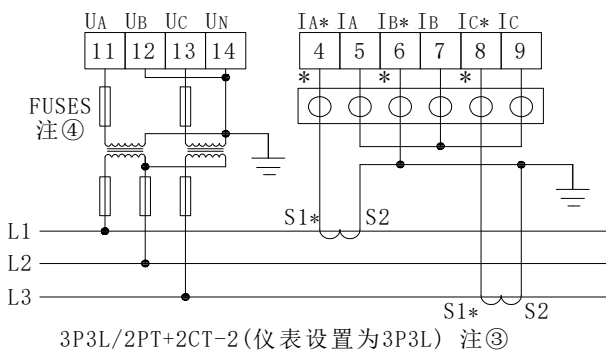 UA UB UC UN IA* IA IB* IB IC* IC
11 12 13 14 4 5 6 7 8 9
* * *
FUSES
注④
S1* S2
L1
L2
L3
S1* S2
3P3L/2PT+2CT-2(仪表设置为3P3L) 注③